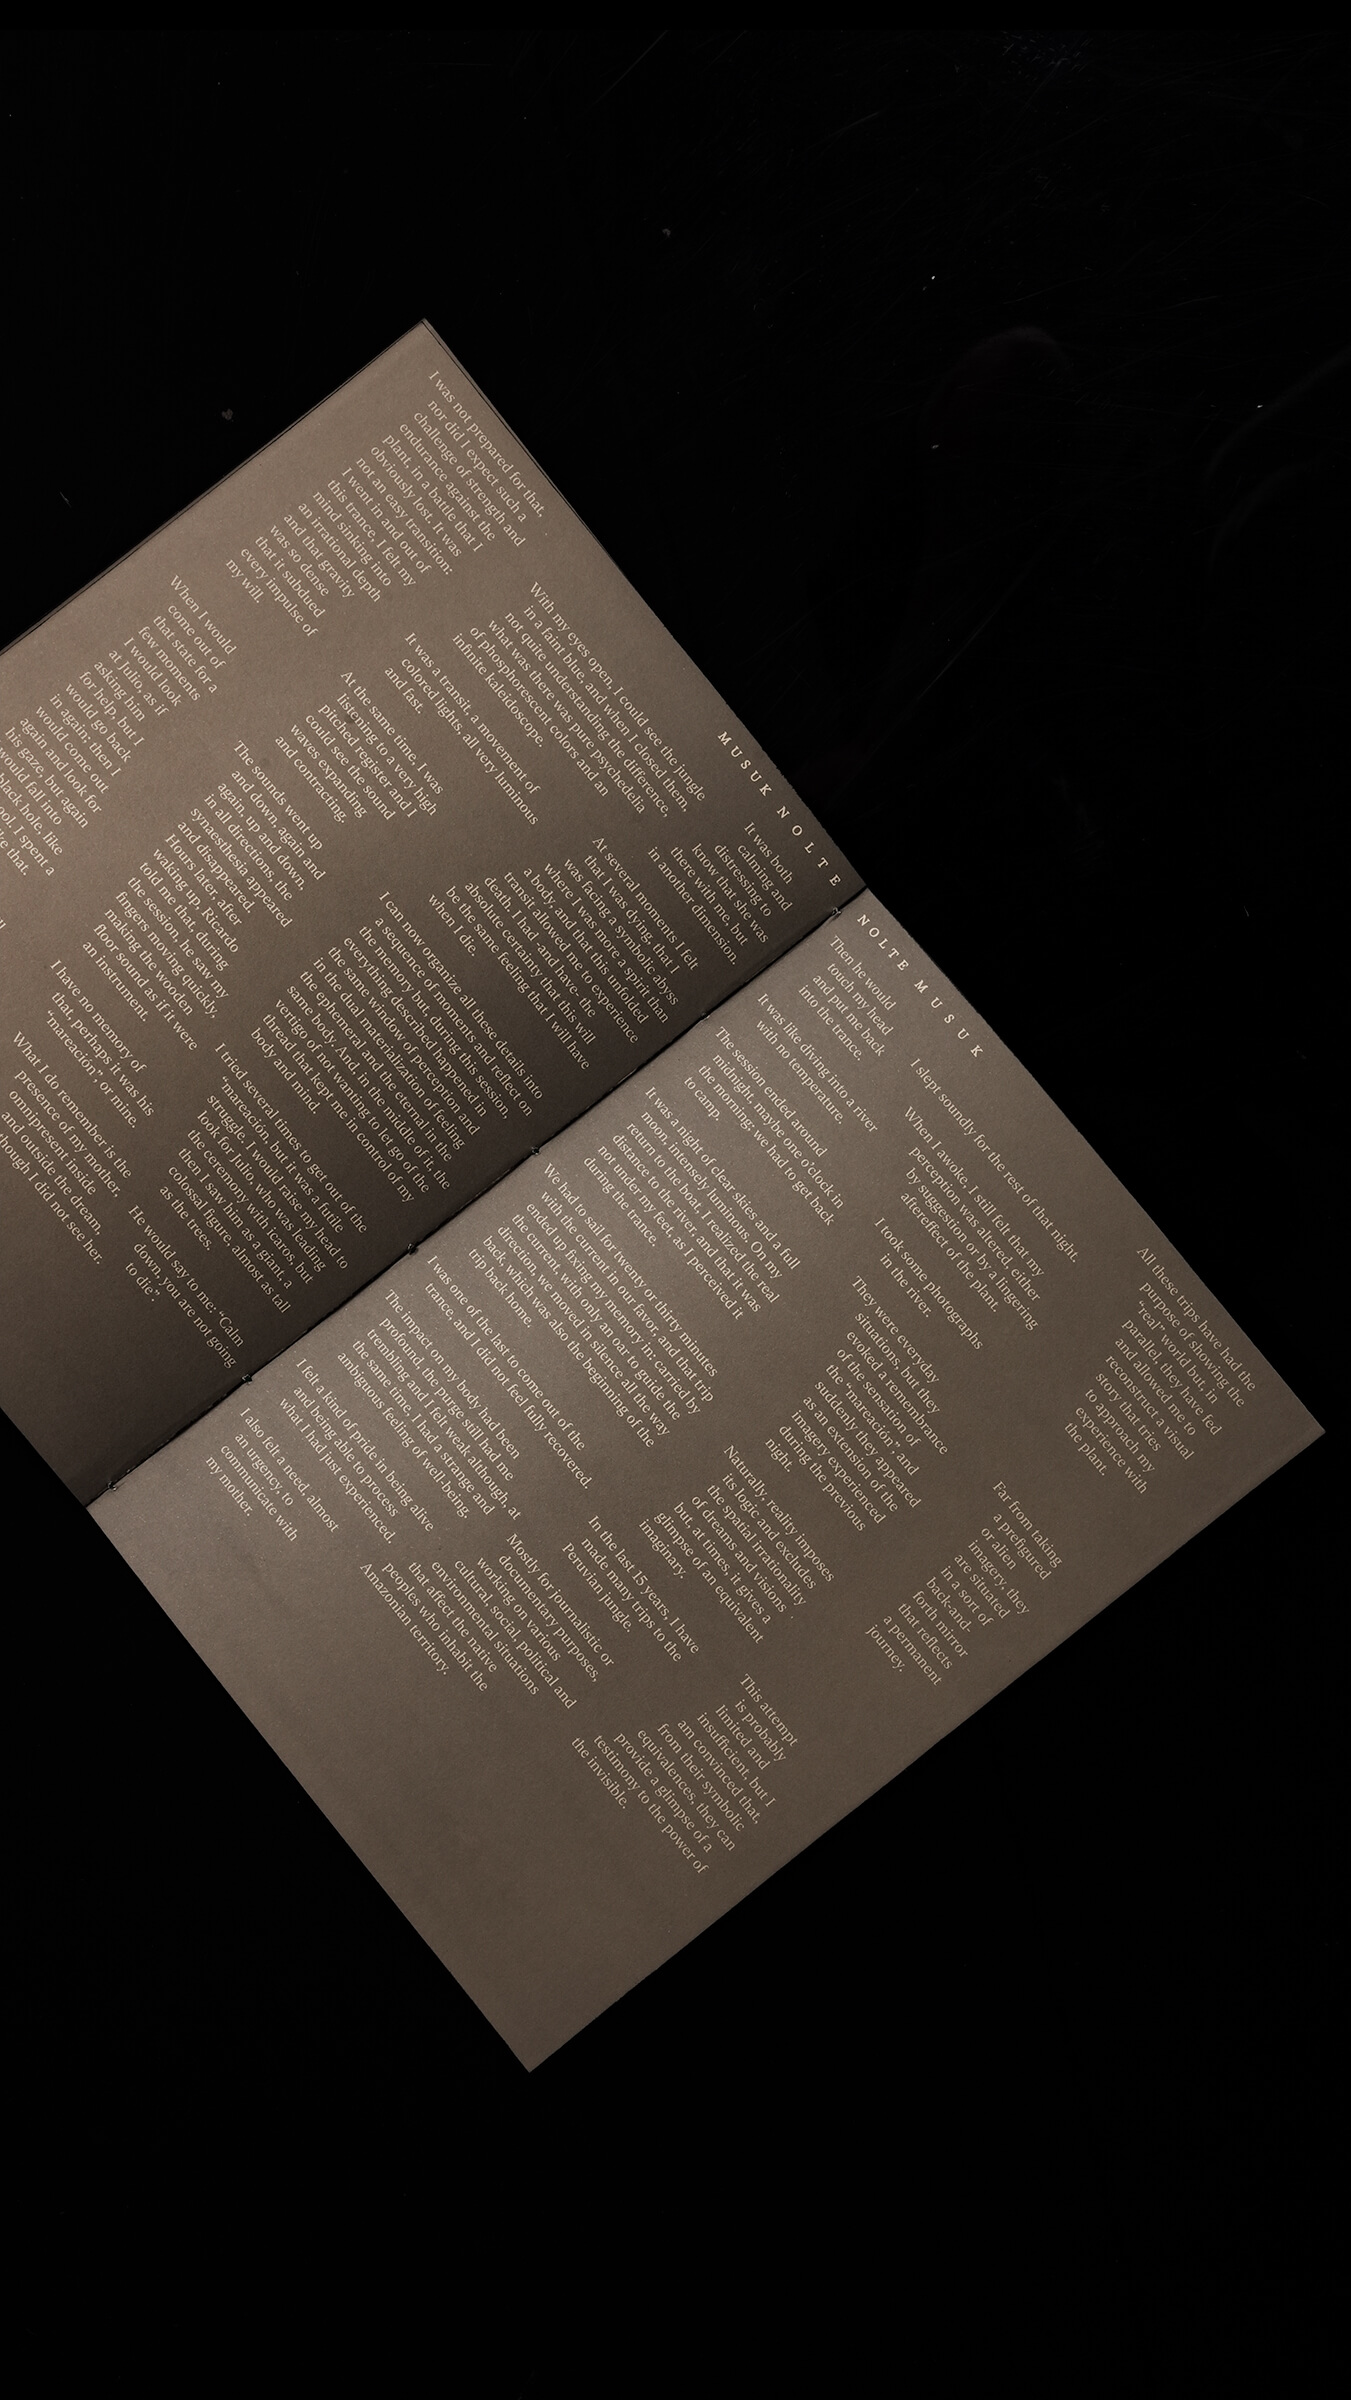 I was not prepared for that,
nor did I expect such a
challenge of strength and
endurance against the
plant, in a battle that I
obviously lost. It was
not an easy transition:
I went in and out of
this trance, I felt my
mind sinking into
an irrational depth
and that gravity
was so dense
that it subdued
every impulse of
my will.
When I would
come out of
that state for a
few moments
I would look
at Julio, as if
asking him
for help, but I
would go back
in again; then I
would come out
again and look for
his gaze, but again
would fall into
black hole, like
I spent a
that.
MUSUK NOLTE
With my eyes open, I could see the jungle
in a faint blue, and when I closed them,
not quite understanding the difference,
what was there was pure psychedelia
of phosphorescent colors and an
infinite kaleidoscope.
It was a transit, a movement of
colored lights, all very luminous
and fast.
At the same time, I was
listening to a very high
pitched register and I
could see the sound
waves expanding
and contracting.
The sounds went up
and down, again and
again, up and down,
in all directions, the
synaesthesia appeared
and disappeared.
Hours later, after
waking up, Ricardo
told me that, during
the session, he saw my
fingers moving quickly,
making the wooden
floor sound as if it were
an instrument.
I have no memory of
that, perhaps it was his
“mareación”, or mine.
What I do remember is the
presence of my mother,
omnipresent inside
and outside the dream,
though I did not see her.
It was both
calming and
distressing to
know that she was
there with me, but
in another dimension.
At several moments I felt
that I was dying, that I
was facing a symbolic abyss
where I was more a spirit than
a body, and that this unfolded
transit allowed me to experience
death. I had -and have- the
absolute certainty that this will
be the same feeling that I will have
when I die.
I can now organize all these details into
a sequence of moments and reflect on
the memory but, during this session,
everything described happened in
the same window of perception and
in the dual materialization of feeling
the ephemeral and the eternal in the
same body. And, in the middle of it, the
vertigo of not wanting to let go of the
thread that kept me in control of my
body and mind.
I tried several times to get out of the
“mareación, but it was a futile
struggle. I would raise my head to
look for Julio, who was leading
the ceremony with Icaros, but
then I saw him as a giant, a
colossal figure, almost as tall
as the trees.
He would say to me: “Calm
down, you are not going
to die”.
NOLTE MUSUK
Then he would
touch my head
and put me back
into the trance.
It was like diving into a river
with no temperature.
The session ended around
midnight, maybe one o’clock in
the morning; we had to get back
to camp.
It was a night of clear skies and a full
moon, intensely luminous. On my
return to the boat, I realized the real
distance to the river, and that it was
not under my feet, as I perceived it
during the trance.
We had to sail for twenty or thirty minutes
with the current in our favor, and that trip
ended up fixing my memory in: carried by
the current, with only an oar to guide the
direction, we moved in silence all the way
back, which was also the beginning of the
trip back home.
I was one of the last to come out of the
trance, and I did not feel fully recovered.
The impact on my body had been
profound, the purge still had me
trembling and I felt weak although, at
the same time, I had a strange and
ambiguous feeling of well-being.
I felt a kind of pride in being alive
and being able to process
what I had just experienced.
I also felt a need, almost
an urgency, to
communicate with
my mother.
I slept soundly for the rest of that night.
When I awoke, I still felt that my
perception was altered, either
by suggestion or by a lingering
aftereffect of the plant.
I took some photographs
in the river.
They were everyday
situations, but they
evoked a remembrance
of the sensation of
the “mareación” and
suddenly they appeared
as an extension of the
imagery experienced
during the previous
night.
Naturally, reality imposes
its logic and excludes
the spatial irrationality
of dreams and visions
but, at times, it gives a
glimpse of an equivalent
imaginary.
In the last 15 years, I have
made many trips to the
Peruvian jungle.
Mostly for journalistic or
documentary purposes,
working on various
cultural, social, political and
environmental situations
that affect the native
peoples who inhabit the
Amazonian territory.
All these trips have had the
purpose of showing the
“real” world but, in
parallel, they have fed
and allowed me to
reconstruct a visual
story that tries
to approach my
experience with
the plant.
Far from taking
a prefigured
or alien
imagery, they
are situated
in a sort of
back-and-
forth mirror
that reflects
a permanent
journey.
This attempt
is probably
limited and
insufficient, but I
am convinced that,
from their symbolic
equivalences, they can
provide a glimpse of a
testimony to the power of
the invisible.